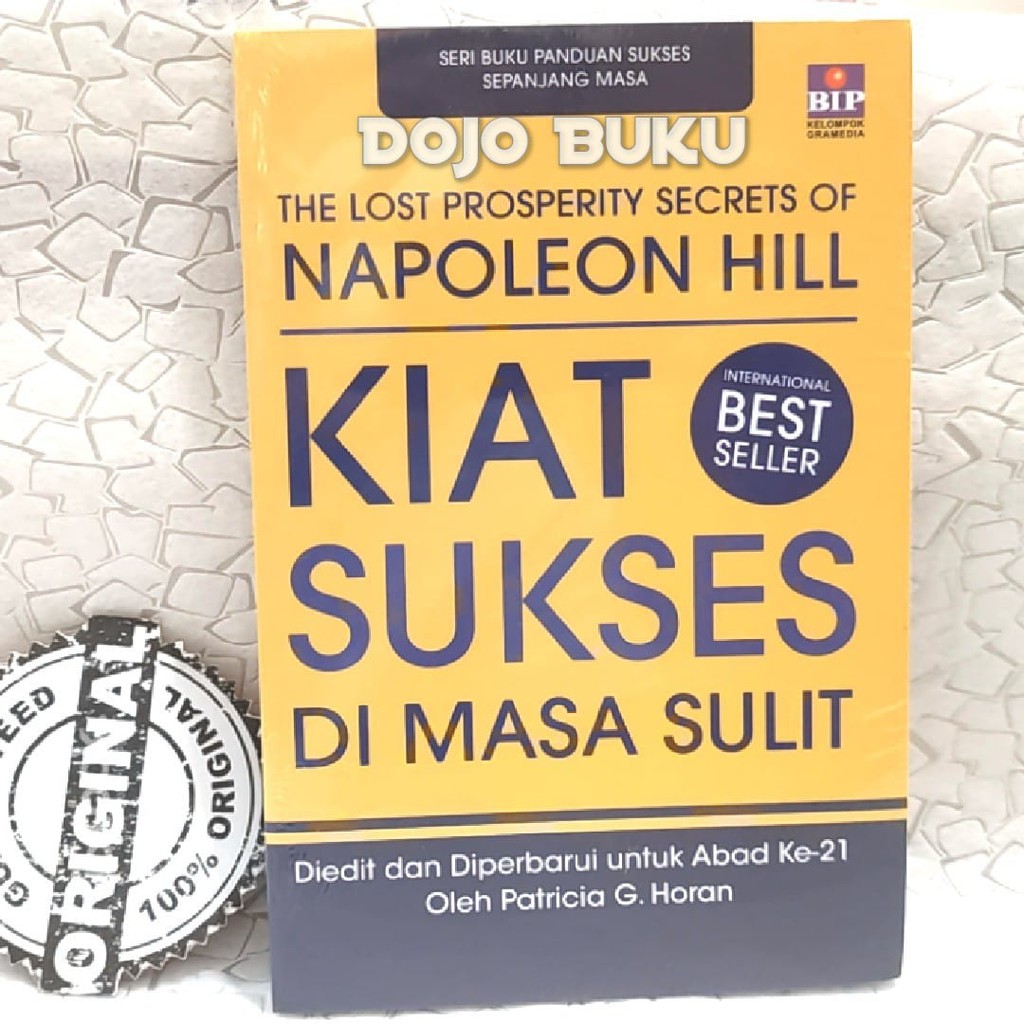 SERI BUKU PANDUAN SUKSES
SEPANJANG MASA
BIP
KELOMPOK
GRAMEDIA
DOJO BUKU
THE LOST PROSPERITY SECRETS OF
NAPOLEON HILL
KIAT
INTERNATIONAL
BEST
SELLER
SUKSES
DI MASA SULIT
Diedit dan Diperbarui untuk Abad Ke-21
Oleh Patricia G. Horan
ORIGINAL
ORIGINAL
100% ORIGINAL